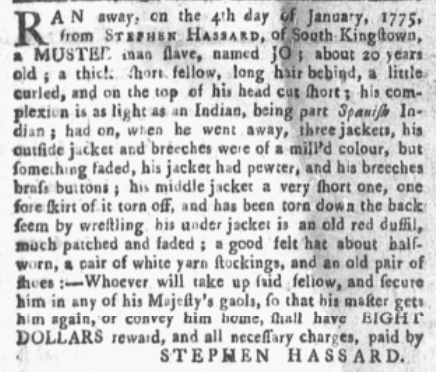 RAN away, on the 4th day of January, 1775,
from STEPHEN HASSARD, of South-Kingstown,
a MUSTEE man slave, named JO; about 20 years
old; a thick short fellow, long hair behind, a little
curled, and on the top of his head cut short; his com-
plexion is as light as an Indian, being part Spanish In-
dian; had on, when he went away, three jackets, his
outside jacket and breeches were of a mill'd colour, but
something faded, his jacket had pewter, and his breeches
brass buttons; his middle jacket a very short one, one
fore skirt of it torn off, and has been torn down the back
seem by wrestling his under jacket is an old red duffil,
much patched and faded; a good felt hat about half-
worn, a pair of white yarn stockings, and an old pair of
shoes:—Whoever will take up said fellow, and secure
him in any of his Majesty's gaols, so that his master gets
him again, or convey him home, shall have EIGHT
DOLLARS reward, and all necessary charges, paid by
STEPHEN HASSARD.